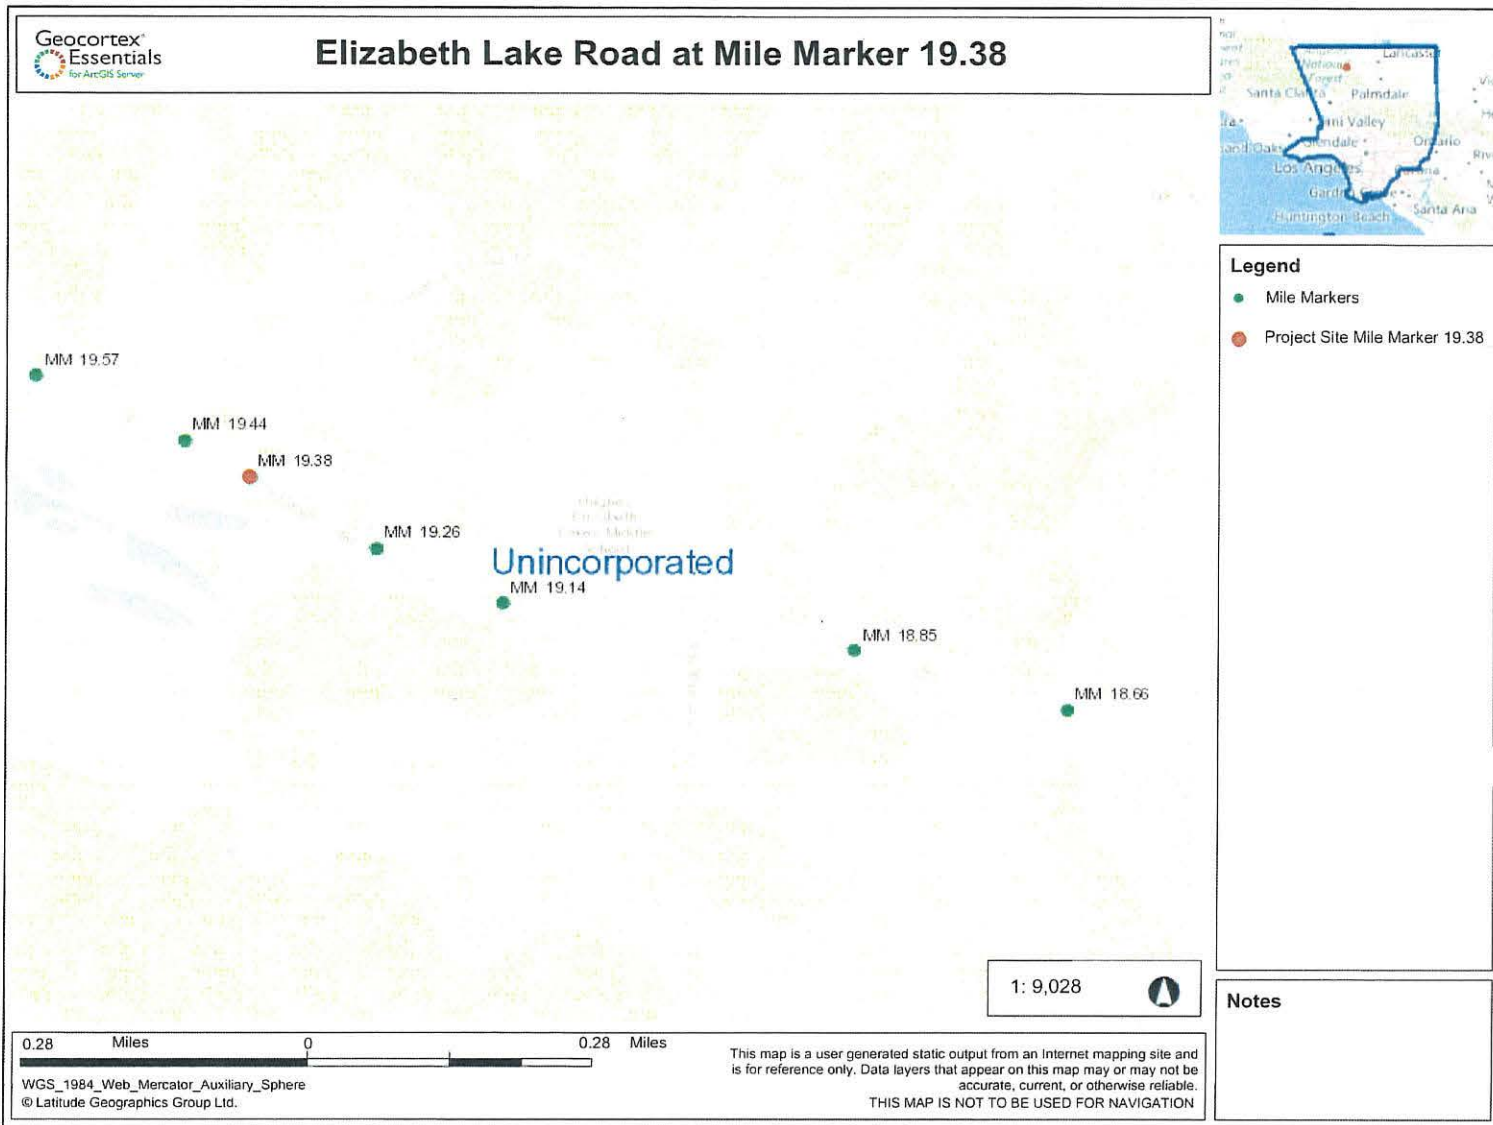 Geocortex®
Essentials
for ArcGIS Server
Elizabeth Lake Road at Mile Marker 19.38
Lancaster
National
Forest
Palmdale
Valley
Ontario
Los Angeles
Huntington Beach
Santa Ana
Legend
Mile Markers
Project Site Mile Marker 19.38
MM 19.57
MM 19.44
MM 19.38
MM 19.26
Unincorporated
MM 19.14
MM 18.85
MM 18.66
1: 9,028
Notes
0.28 Miles 0 0.28 Miles
WGS_1984_Web_Mercator_Auxiliary_Sphere
© Latitude Geographics Group Ltd.
This map is a user generated static output from an Internet mapping site and
is for reference only. Data layers that appear on this map may or may not be
accurate, current, or otherwise reliable.
THIS MAP IS NOT TO BE USED FOR NAVIGATION